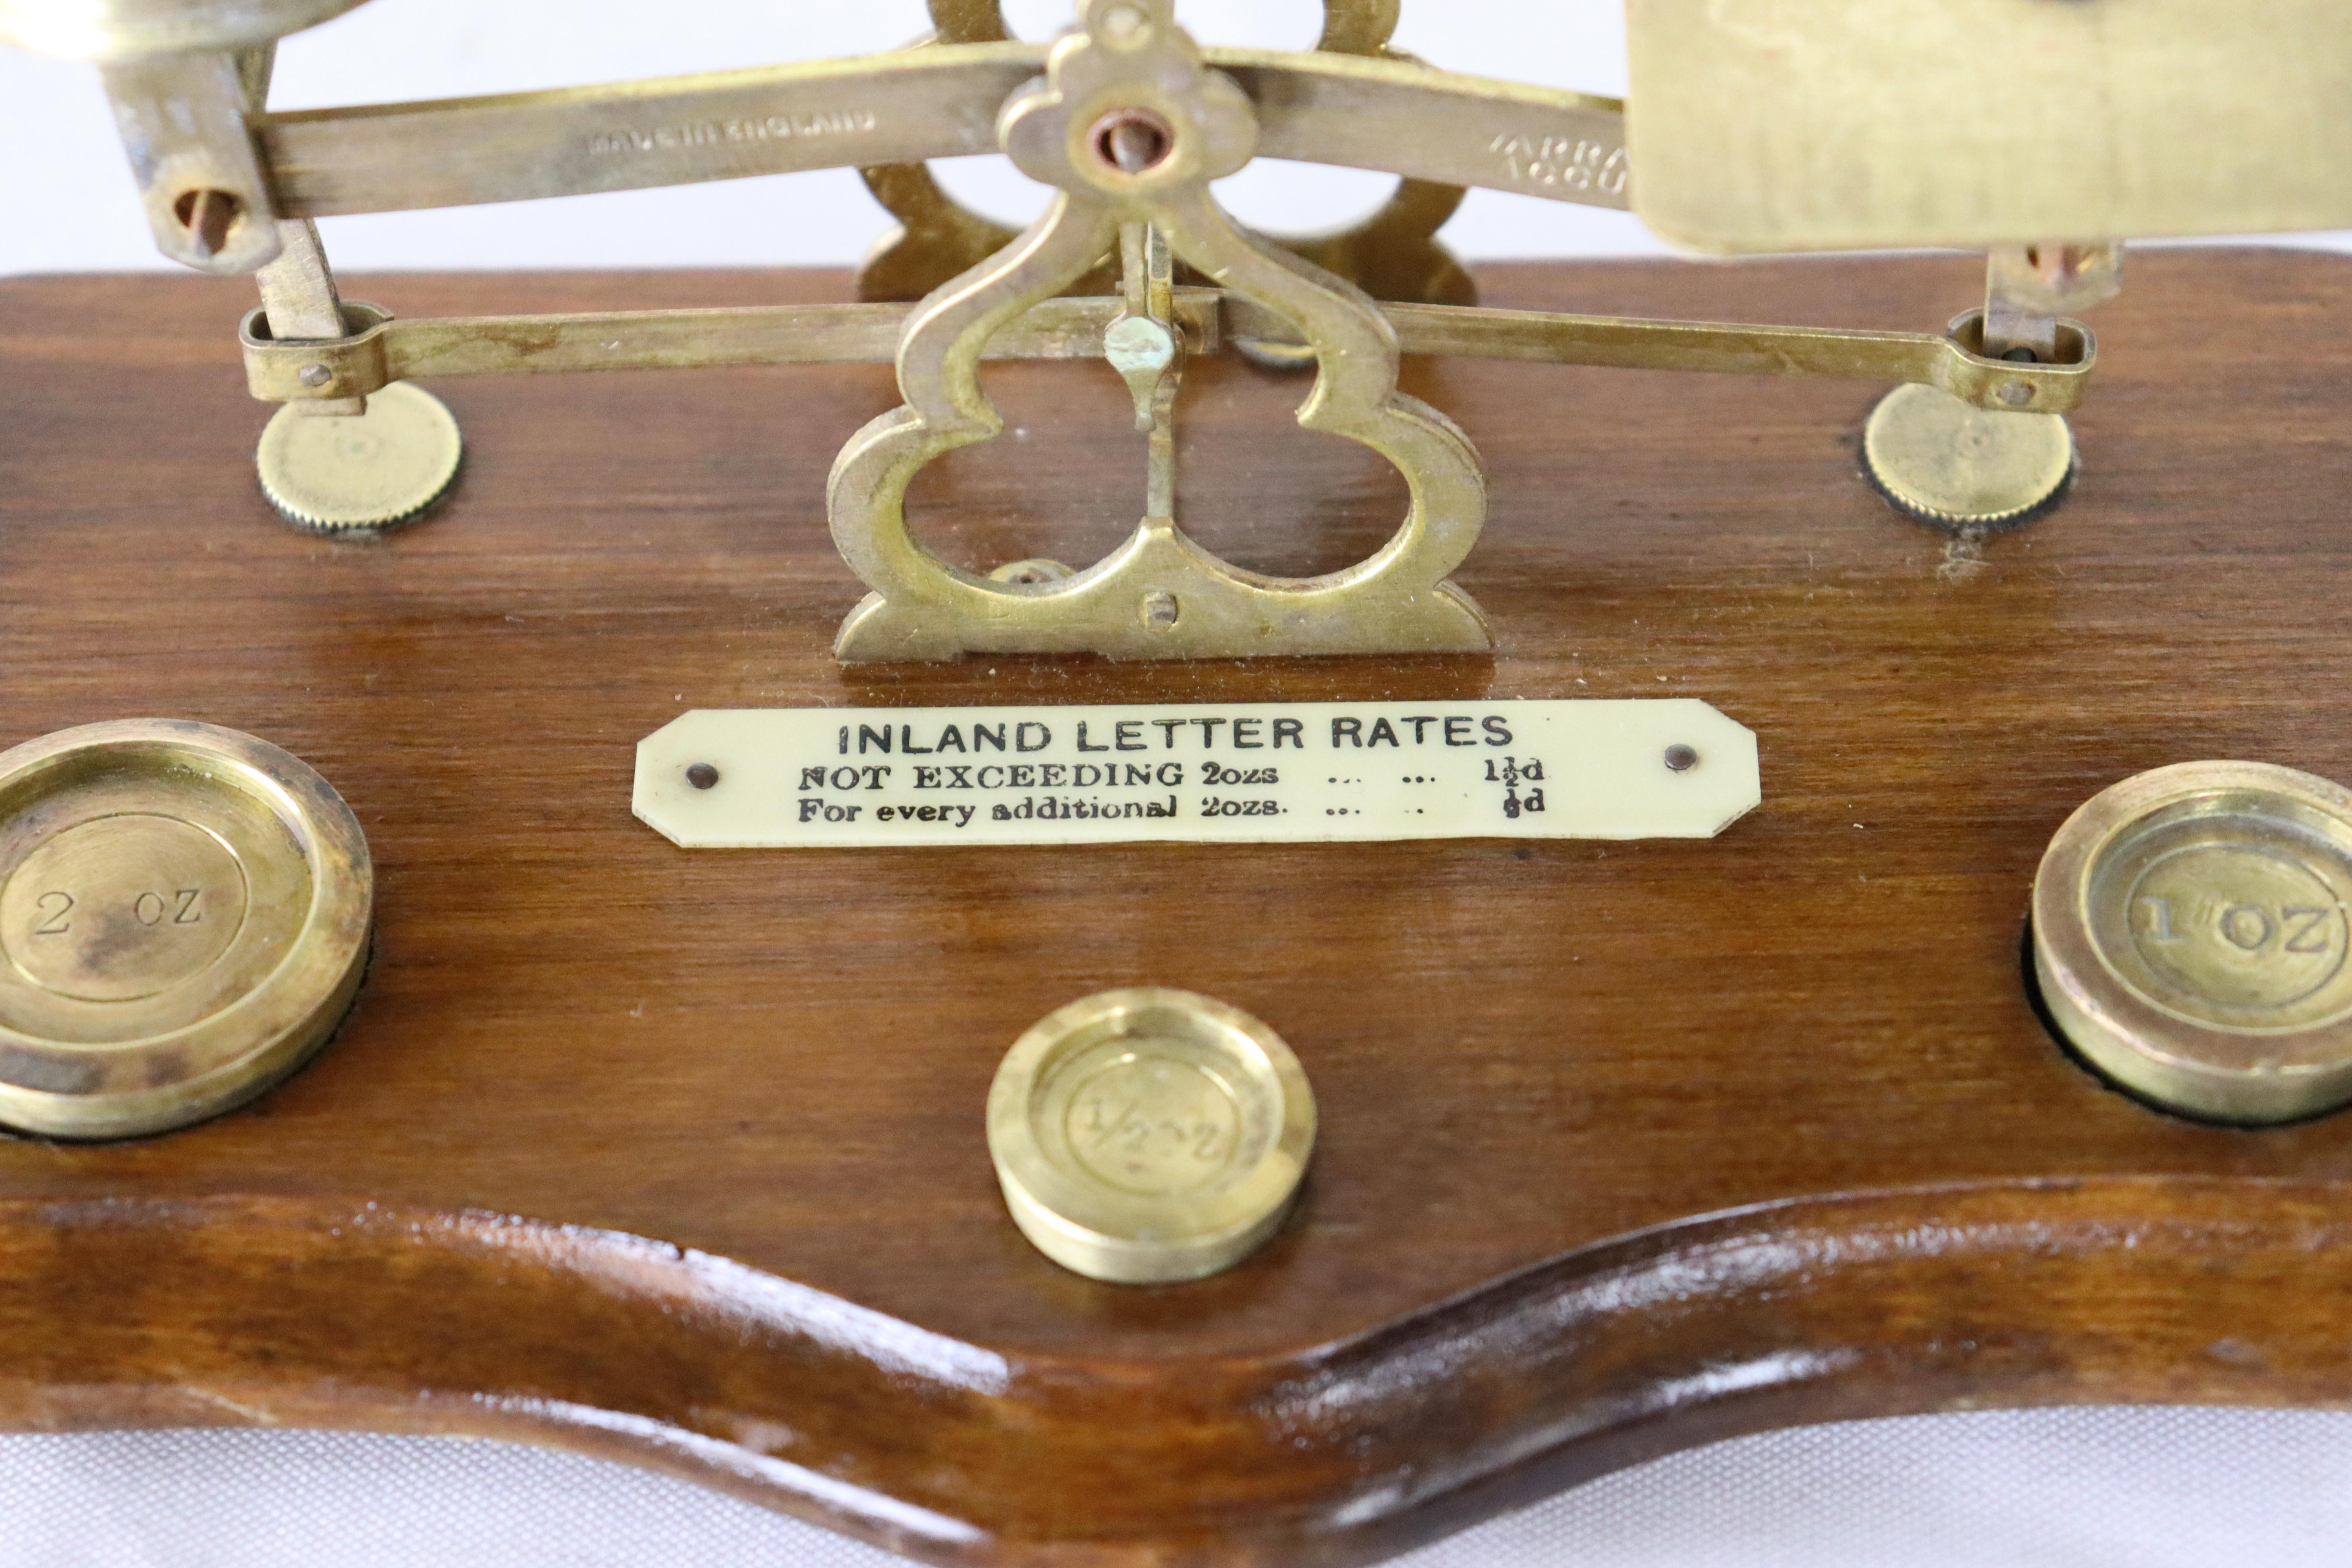 MADE IN ENGLAND
INLAND LETTER RATES
NOT EXCEEDING 2ozs ... ... 1½d
For every additional 2ozs. ... .. ½d
2 OZ
1 OZ
1/2 OZ